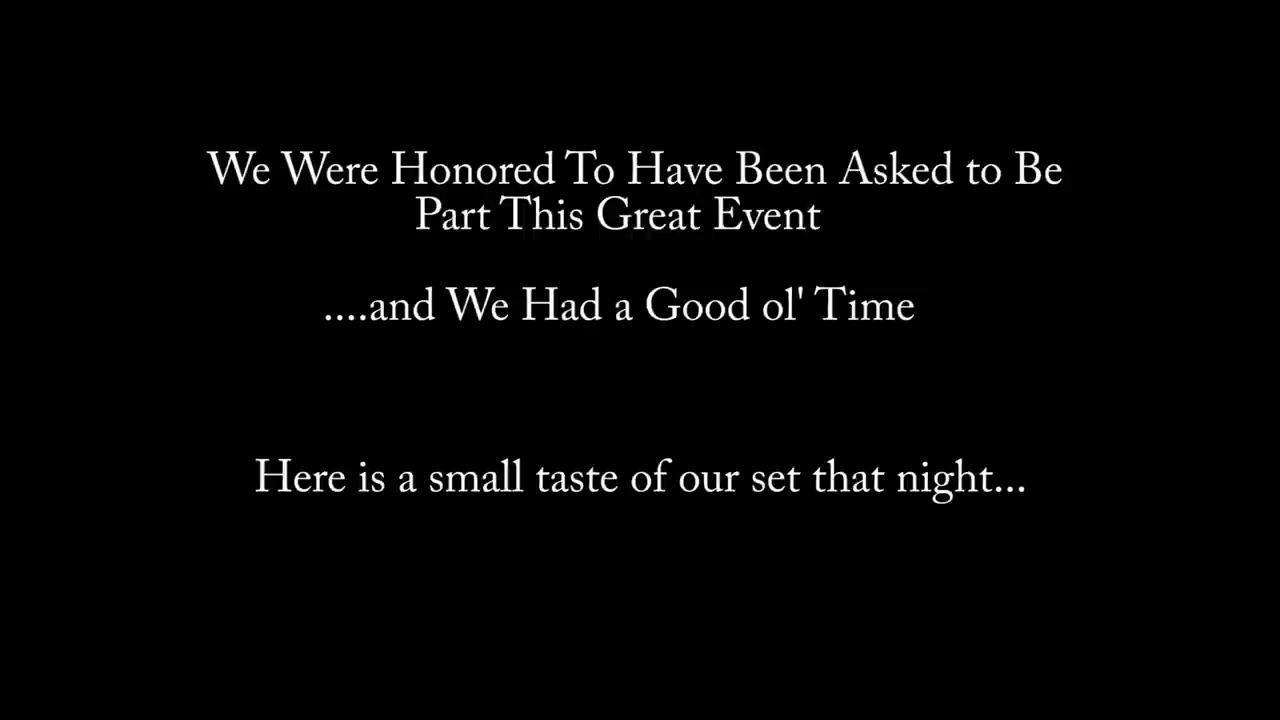 We Were Honored To Have Been Asked to Be
Part This Great Event
....and We Had a Good ol' Time
Here is a small taste of our set that night...